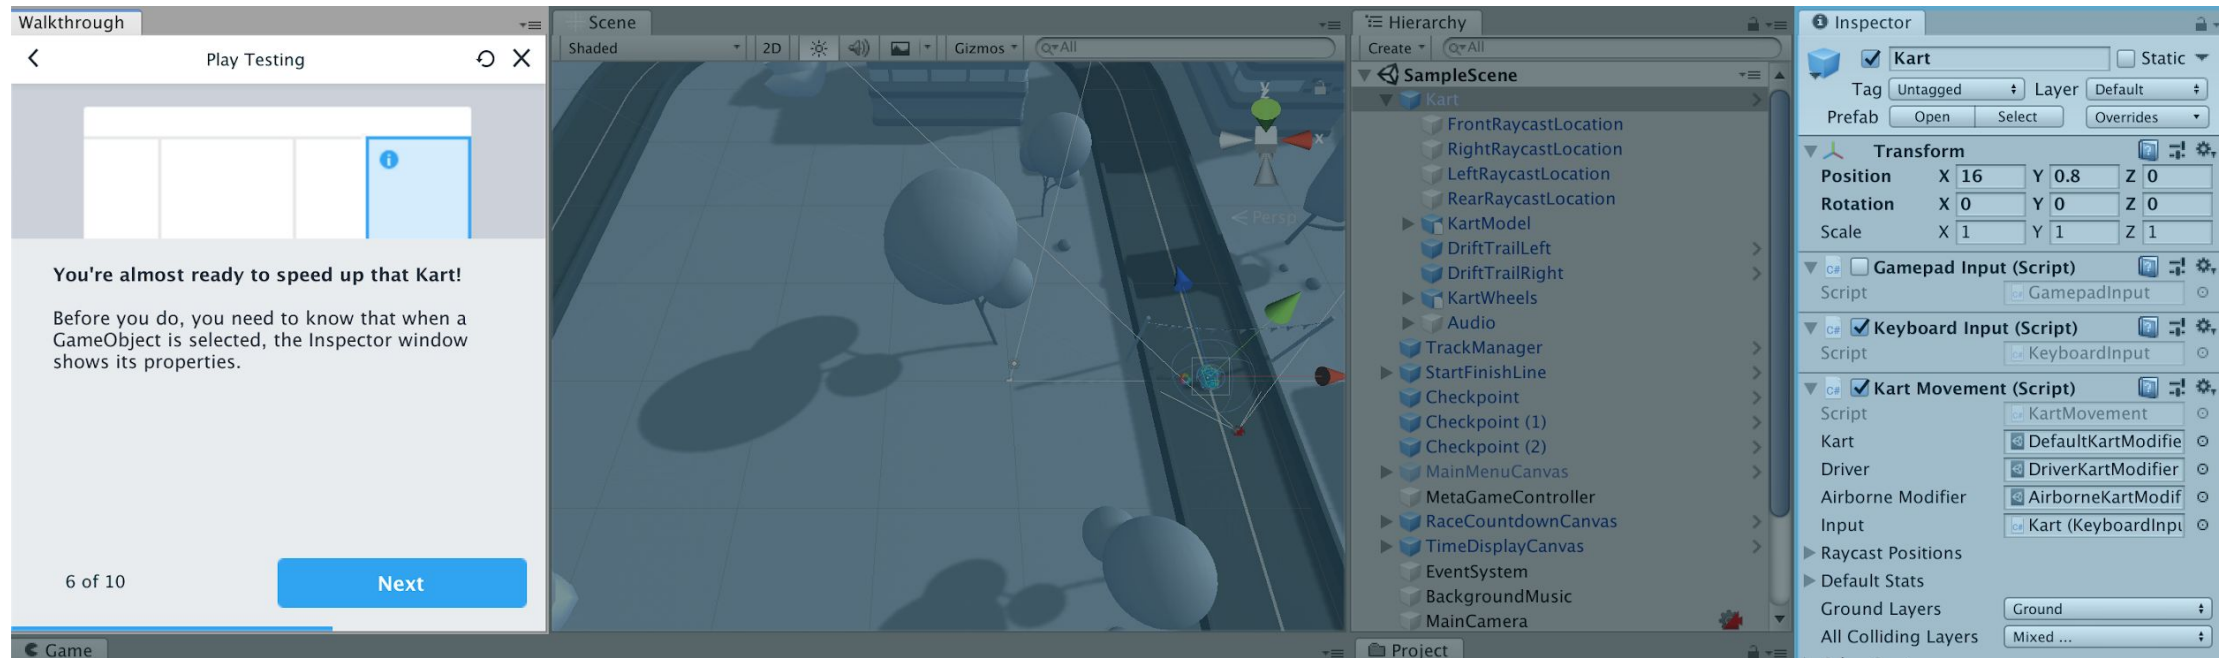 Walkthrough
Play Testing
You're almost ready to speed up that Kart!
Before you do, you need to know that when a
GameObject is selected, the Inspector window
shows its properties.
6 of 10
Next
Game
Scene
Shaded
2D
Gizmos
All
y
x
Persp
Hierarchy
Create
All
SampleScene
Kart
FrontRaycastLocation
RightRaycastLocation
LeftRaycastLocation
RearRaycastLocation
KartModel
DriftTrailLeft
DriftTrailRight
KartWheels
Audio
TrackManager
StartFinishLine
Checkpoint
Checkpoint (1)
Checkpoint (2)
MainMenuCanvas
MetaGameController
RaceCountdownCanvas
TimeDisplayCanvas
EventSystem
BackgroundMusic
MainCamera
Project
Inspector
Kart Static
Tag Untagged Layer Default
Prefab Open Select Overrides
Transform
Position X 16 Y 0.8 Z 0
Rotation X 0 Y 0 Z 0
Scale X 1 Y 1 Z 1
C# Gamepad Input (Script)
Script GamepadInput
C# Keyboard Input (Script)
Script KeyboardInput
C# Kart Movement (Script)
Script KartMovement
Kart DefaultKartModifie
Driver DriverKartModifier
Airborne Modifier AirborneKartModif
Input Kart (KeyboardInpu
Raycast Positions
Default Stats
Ground Layers Ground
All Colliding Layers Mixed ...